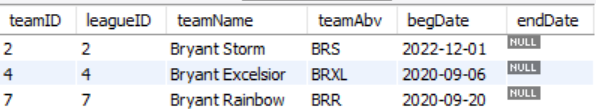 teamID leagueID teamName teamAbv begDate endDate
2 2 Bryant Storm BRS 2022-12-01 NULL
4 4 Bryant Excelsior BRXL 2020-09-06 NULL
7 7 Bryant Rainbow BRR 2020-09-20 NULL